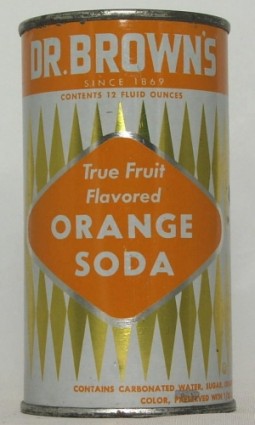 DR. BROWN'S
SINCE 1869
CONTENTS 12 FLUID OUNCES
True Fruit
Flavored
ORANGE
SODA
CONTAINS CARBONATED WATER, SUGAR,
COLOR, PRESERVED WITH